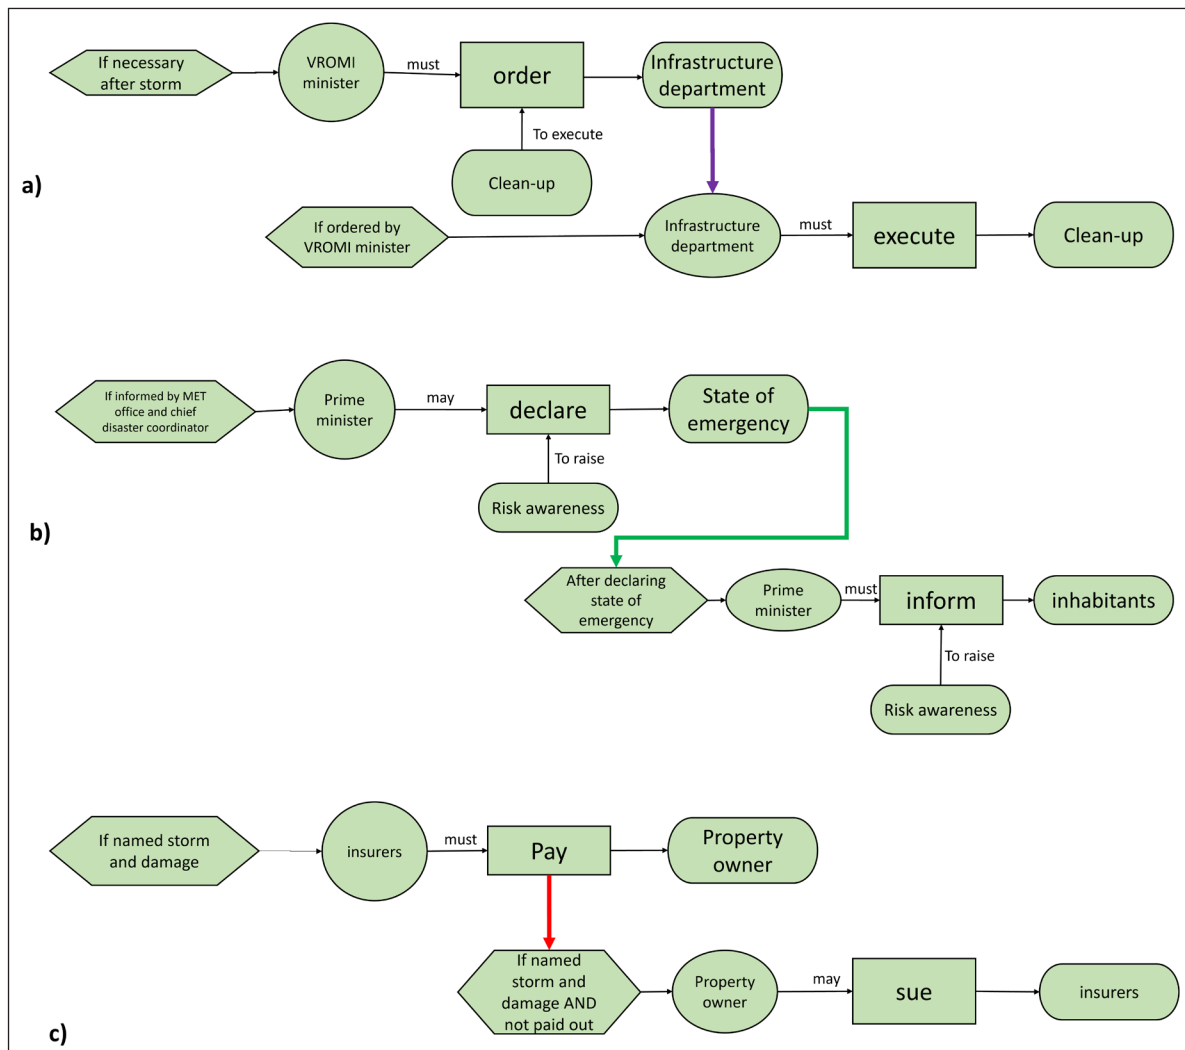 If necessary
after storm
VROMI
minister
must
order
Infrastructure
department
To execute
Clean-up
a)
If ordered by
VROMI minister
Infrastructure
department
must
execute
Clean-up
If informed by MET
office and chief
disaster coordinator
Prime
minister
may
declare
State of
emergency
To raise
Risk awareness
b)
After declaring
state of
emergency
Prime
minister
must
inform
inhabitants
To raise
Risk awareness
If named storm
and damage
insurers
must
Pay
Property
owner
If named
storm and
damage AND
not paid out
Property
owner
may
sue
insurers
c)